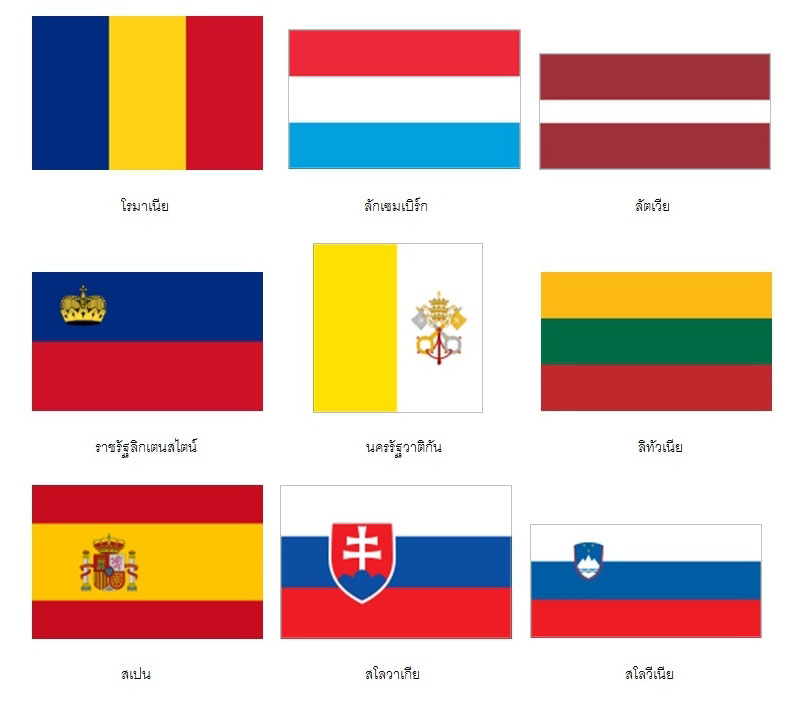 โรมาเนีย
ลักเซมเบิร์ก
ลัตเวีย
ราชรัฐลิกเตนสไตน์
นครรัฐวาติกัน
ลิทัวเนีย
สเปน
สโลวาเกีย
สโลวีเนีย